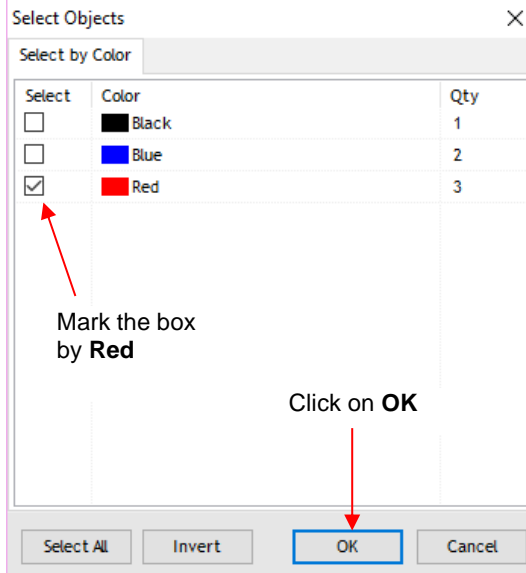 Select Objects
Select by Color
Select Color Qty
Black 1
Blue 2
Red 3
Mark the box
by Red
Click on OK
Select All Invert OK Cancel